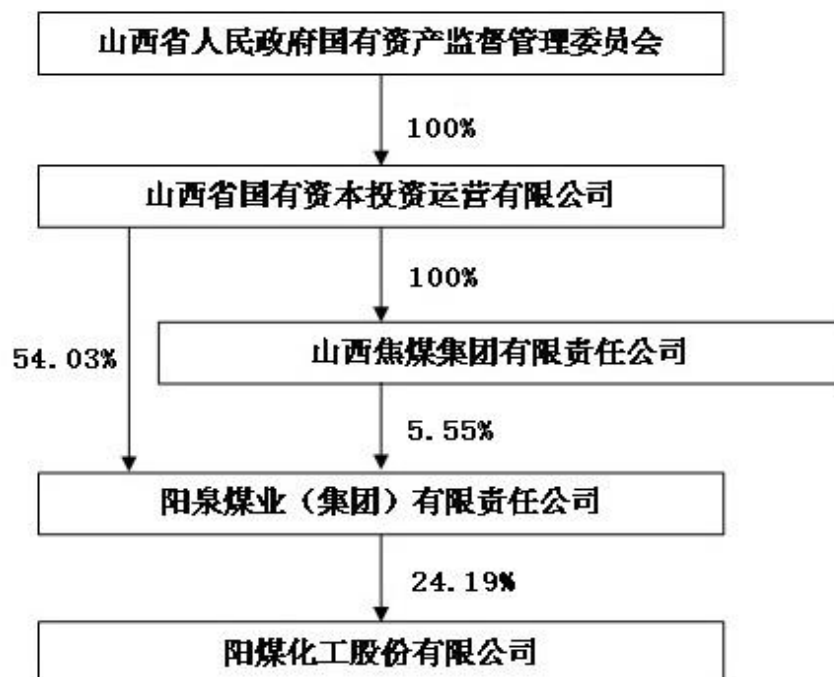 山西省人民政府国有资产监督管理委员会
100%
山西省国有资本投资运营有限公司
100%
54.03%
山西焦煤集团有限责任公司
5.55%
阳泉煤业（集团）有限责任公司
24.19%
阳煤化工股份有限公司